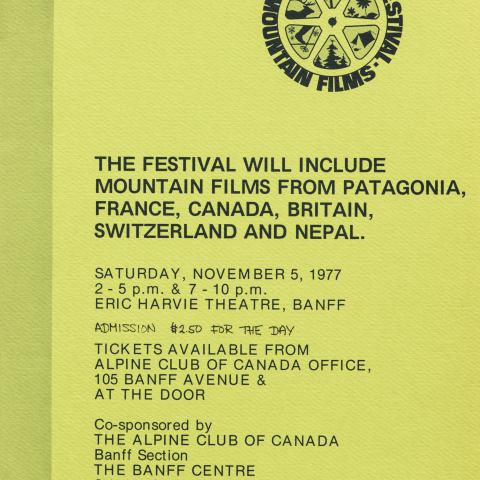 MOUNTAIN FILMS.
FESTIVAL.
THE FESTIVAL WILL INCLUDE
MOUNTAIN FILMS FROM PATAGONIA,
FRANCE, CANADA, BRITAIN,
SWITZERLAND AND NEPAL.
SATURDAY, NOVEMBER 5, 1977
2 - 5 p.m. & 7 - 10 p.m.
ERIC HARVIE THEATRE, BANFF
ADMISSION $2.50 FOR THE DAY
TICKETS AVAILABLE FROM
ALPINE CLUB OF CANADA OFFICE,
105 BANFF AVENUE &
AT THE DOOR
Co-sponsored by
THE ALPINE CLUB OF CANADA
Banff Section
THE BANFF CENTRE